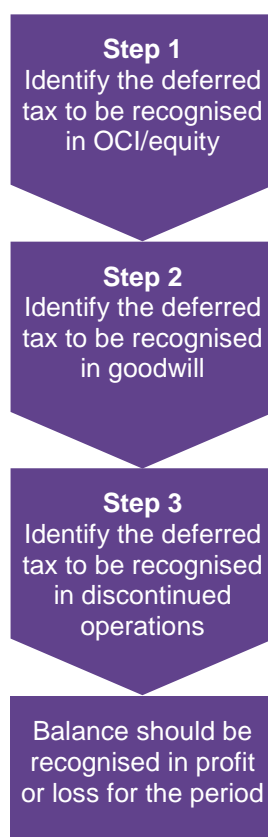 Step 1
Identify the deferred
tax to be recognised
in OCI/equity
Step 2
Identify the deferred
tax to be recognised
in goodwill
Step 3
Identify the deferred
tax to be recognised
in discontinued
operations
Balance should be
recognised in profit
or loss for the period